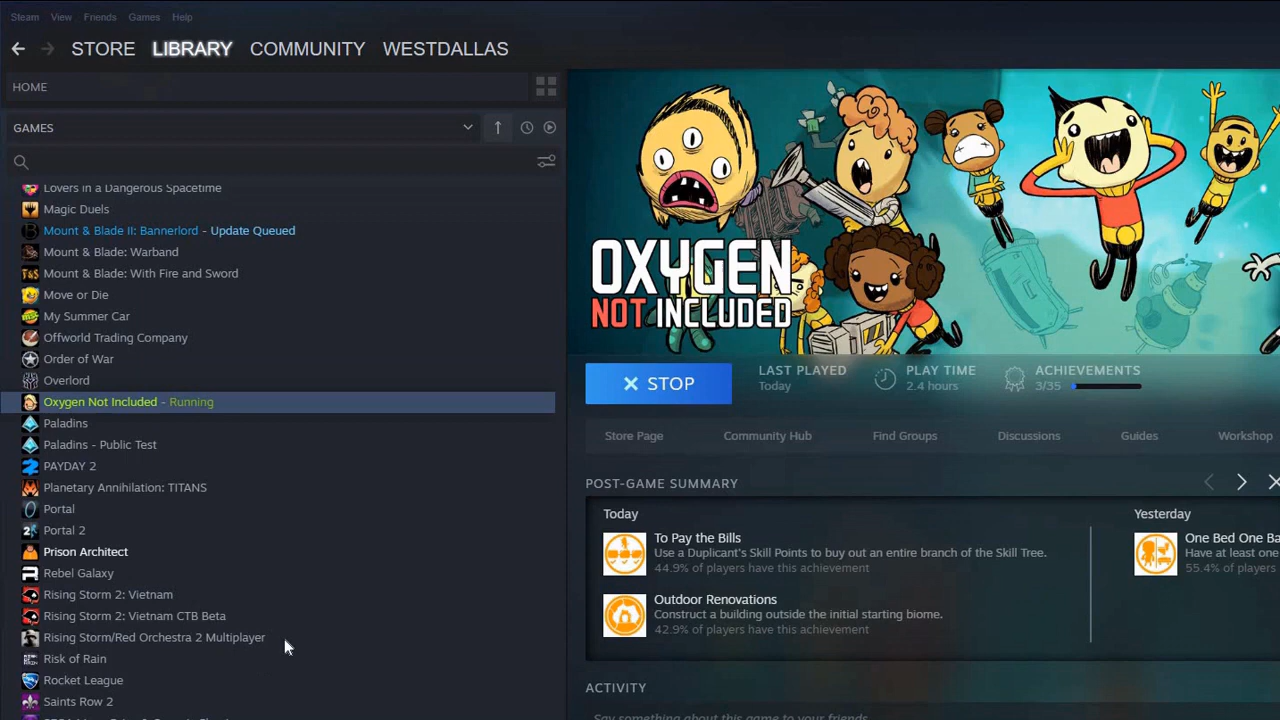 Steam View Friends Games Help
STORE LIBRARY COMMUNITY WESTDALLAS
HOME
GAMES
Lovers in a Dangerous Spacetime
Magic Duels
Mount & Blade II: Bannerlord - Update Queued
Mount & Blade: Warband
Mount & Blade: With Fire and Sword
Move or Die
My Summer Car
Offworld Trading Company
Order of War
Overlord
Oxygen Not Included - Running
Paladins
Paladins - Public Test
PAYDAY 2
Planetary Annihilation: TITANS
Portal
Portal 2
Prison Architect
Rebel Galaxy
Rising Storm 2: Vietnam
Rising Storm 2: Vietnam CTB Beta
Rising Storm/Red Orchestra 2 Multiplayer
Risk of Rain
Rocket League
Saints Row 2
OXYGEN
NOT INCLUDED
STOP
LAST PLAYED
Today
PLAY TIME
2.4 hours
ACHIEVEMENTS
3/35
Store Page Community Hub Find Groups Discussions Guides Workshop
POST-GAME SUMMARY
Today
To Pay the Bills
Use a Duplicant's Skill Points to buy out an entire branch of the Skill Tree.
44.9% of players have this achievement
Outdoor Renovations
Construct a building outside the initial starting biome.
42.9% of players have this achievement
Yesterday
One Bed One Ba
Have at least one
55.4% of players
ACTIVITY
Say something about this game to your friends